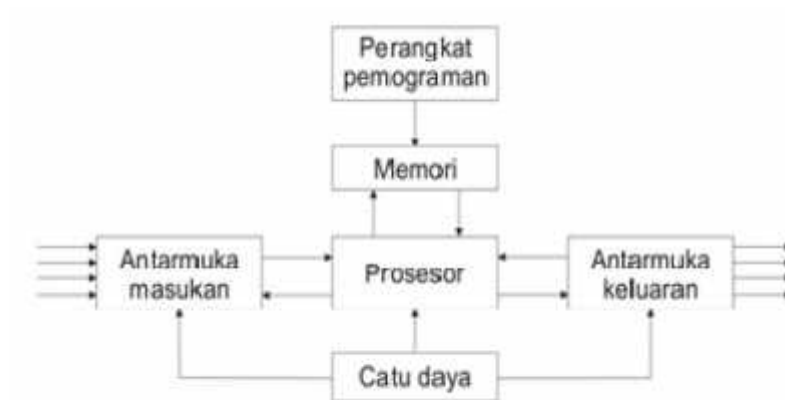 Perangkat
pemograman
Memori
Antarmuka
masukan
Prosesor
Antarmuka
keluaran
Catu daya